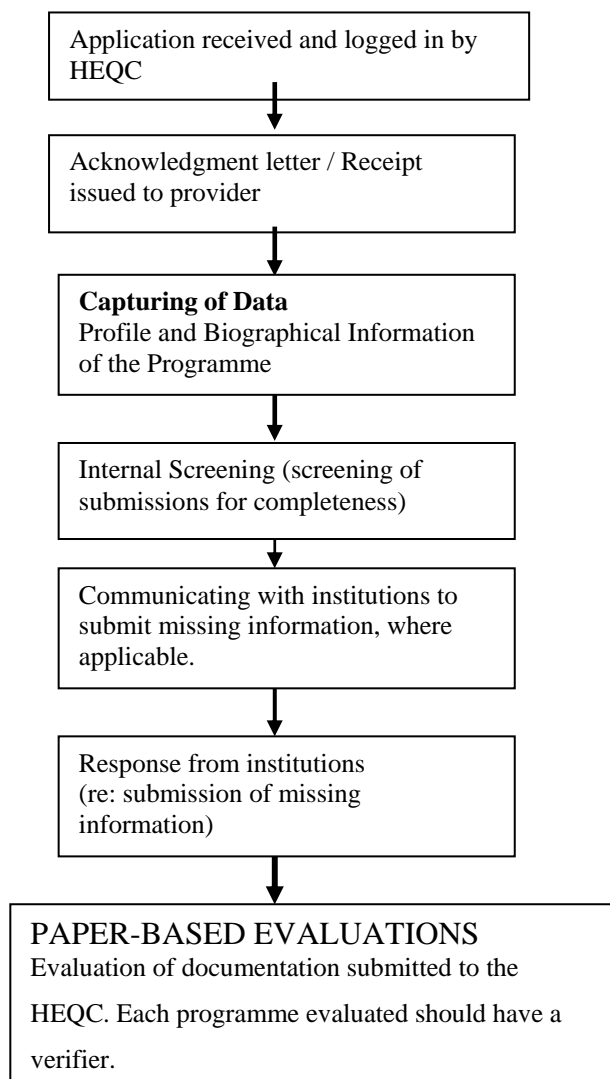 Application received and logged in by
HEQC
Acknowledgment letter / Receipt
issued to provider
Capturing of Data
Profile and Biographical Information
of the Programme
Internal Screening (screening of
submissions for completeness)
Communicating with institutions to
submit missing information, where
applicable.
Response from institutions
(re: submission of missing
information)
PAPER-BASED EVALUATIONS
Evaluation of documentation submitted to the
HEQC. Each programme evaluated should have a
verifier.